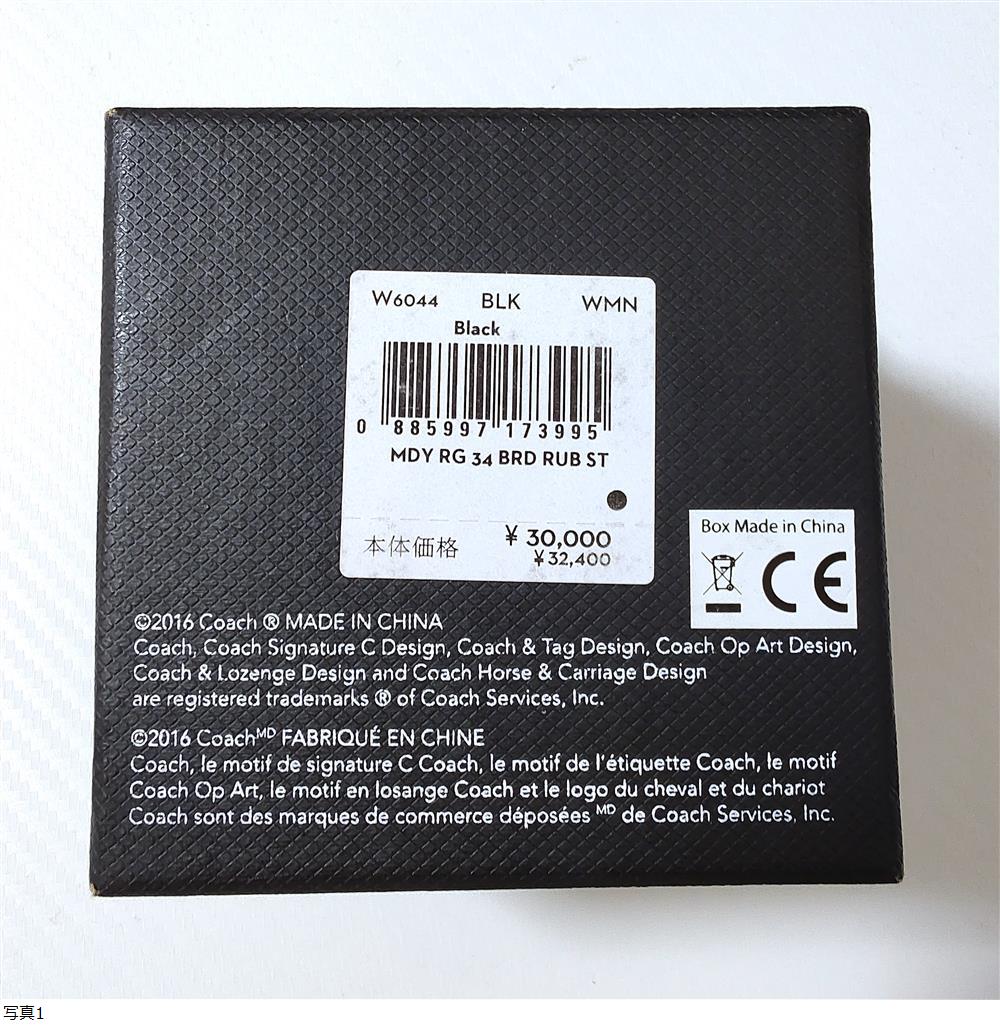 W6044 BLK WMN
Black
0 885997 173995
MDY RG 34 BRD RUB ST
本体価格 ¥ 30,000
¥ 32,400
Box Made in China
CE
©2016 Coach ® MADE IN CHINA
Coach, Coach Signature C Design, Coach & Tag Design, Coach Op Art Design,
Coach & Lozenge Design and Coach Horse & Carriage Design
are registered trademarks ® of Coach Services, Inc.
©2016 Coach MD FABRIQUÉ EN CHINE
Coach, le motif de signature C Coach, le motif de l'étiquette Coach, le motif
Coach Op Art, le motif en losange Coach et le logo du cheval et du chariot
Coach sont des marques de commerce déposées MD de Coach Services, Inc.
写真1